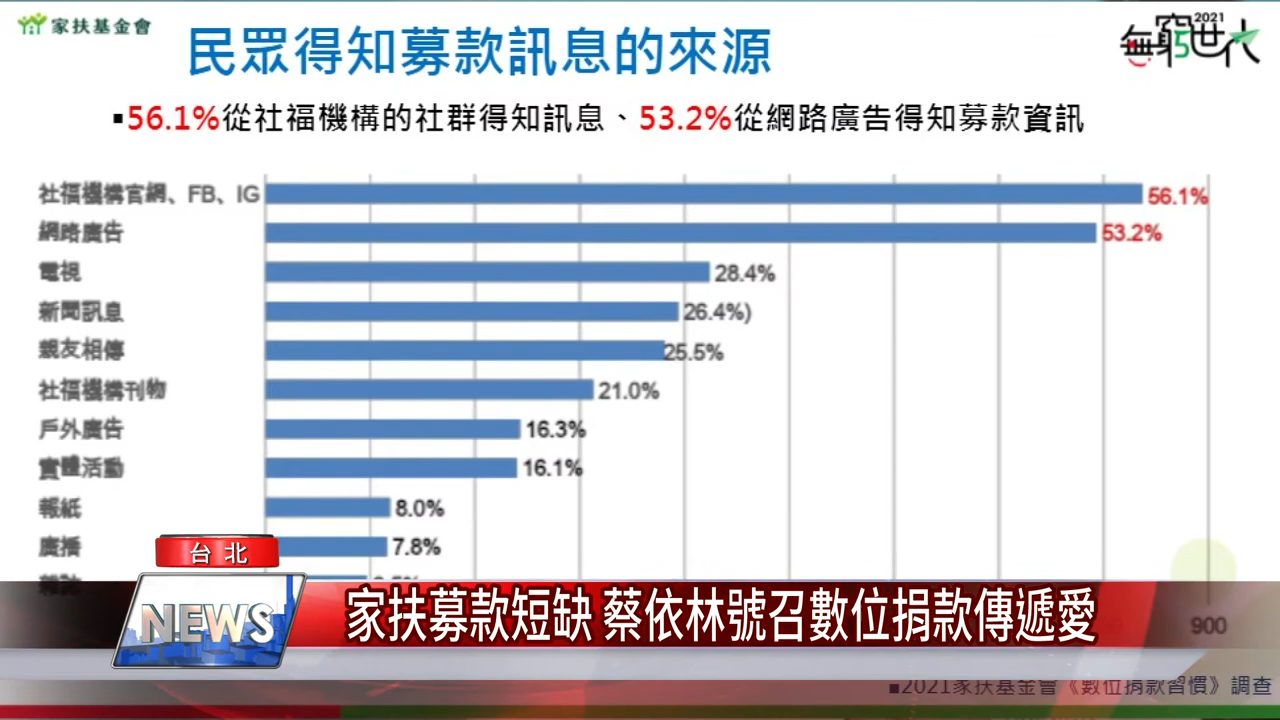 家扶基金會
2021
無窮世代
民眾得知募款訊息的來源
▪56.1%從社福機構的社群得知訊息、53.2%從網路廣告得知募款資訊
社福機構官網、FB、IG 56.1%
網路廣告 53.2%
電視 28.4%
新聞訊息 26.4%)
親友相傳 25.5%
社福機構刊物 21.0%
戶外廣告 16.3%
實體活動 16.1%
報紙 8.0%
廣播 7.8%
台北
NEWS
家扶募款短缺 蔡依林號召數位捐款傳遞愛
900
▪2021家扶基金會《數位捐款習慣》調查